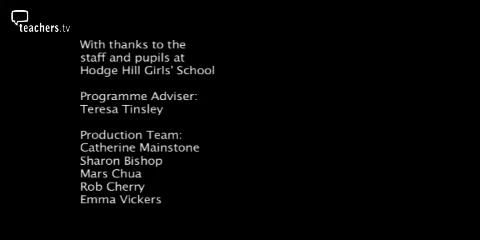 teachers.tv
With thanks to the
staff and pupils at
Hodge Hill Girls' School
Programme Adviser:
Teresa Tinsley
Production Team:
Catherine Mainstone
Sharon Bishop
Mars Chua
Rob Cherry
Emma Vickers